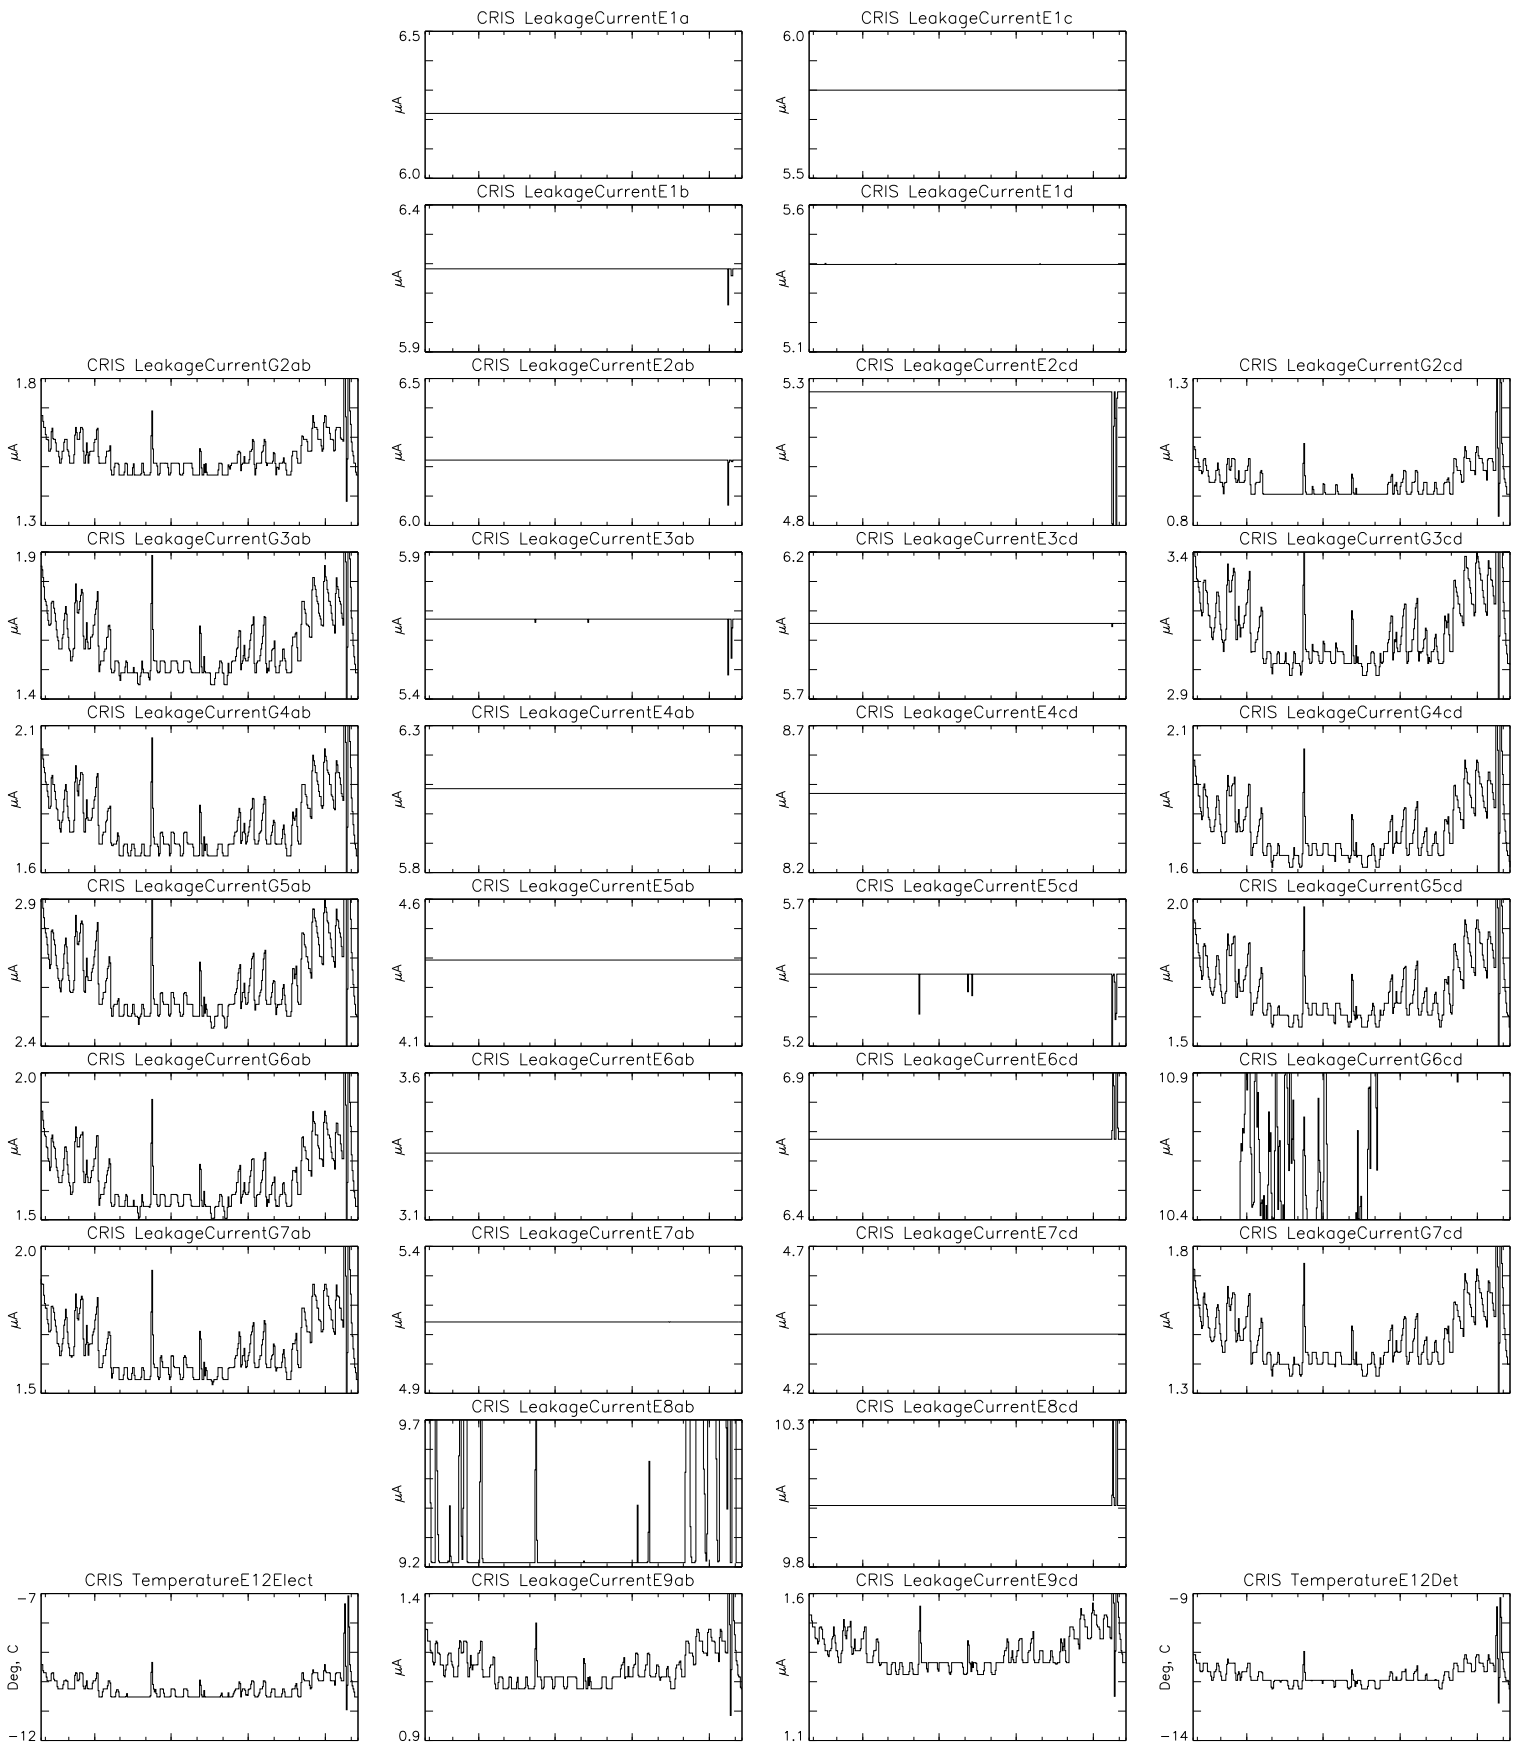 CRIS LeakageCurrentE1a
6.5
μA
6.0
CRIS LeakageCurrentE1c
6.0
μA
5.5
CRIS LeakageCurrentE1b
6.4
μA
5.9
CRIS LeakageCurrentE1d
5.6
μA
5.1
CRIS LeakageCurrentG2ab
1.8
μA
1.3
CRIS LeakageCurrentE2ab
6.5
μA
6.0
CRIS LeakageCurrentE2cd
5.3
μA
4.8
CRIS LeakageCurrentG2cd
1.3
μA
0.8
CRIS LeakageCurrentG3ab
1.9
μA
1.4
CRIS LeakageCurrentE3ab
5.9
μA
5.4
CRIS LeakageCurrentE3cd
6.2
μA
5.7
CRIS LeakageCurrentG3cd
3.4
μA
2.9
CRIS LeakageCurrentG4ab
2.1
μA
1.6
CRIS LeakageCurrentE4ab
6.3
μA
5.8
CRIS LeakageCurrentE4cd
8.7
μA
8.2
CRIS LeakageCurrentG4cd
2.1
μA
1.6
CRIS LeakageCurrentG5ab
2.9
μA
2.4
CRIS LeakageCurrentE5ab
4.6
μA
4.1
CRIS LeakageCurrentE5cd
5.7
μA
5.2
CRIS LeakageCurrentG5cd
2.0
μA
1.5
CRIS LeakageCurrentG6ab
2.0
μA
1.5
CRIS LeakageCurrentE6ab
3.6
μA
3.1
CRIS LeakageCurrentE6cd
6.9
μA
6.4
CRIS LeakageCurrentG6cd
10.9
μA
10.4
CRIS LeakageCurrentG7ab
2.0
μA
1.5
CRIS LeakageCurrentE7ab
5.4
μA
4.9
CRIS LeakageCurrentE7cd
4.7
μA
4.2
CRIS LeakageCurrentG7cd
1.8
μA
1.3
CRIS LeakageCurrentE8ab
9.7
μA
9.2
CRIS LeakageCurrentE8cd
10.3
μA
9.8
CRIS TemperatureE12Elect
-7
Deg, C
-12
CRIS LeakageCurrentE9ab
1.4
μA
0.9
CRIS LeakageCurrentE9cd
1.6
μA
1.1
CRIS TemperatureE12Det
-9
Deg, C
-14